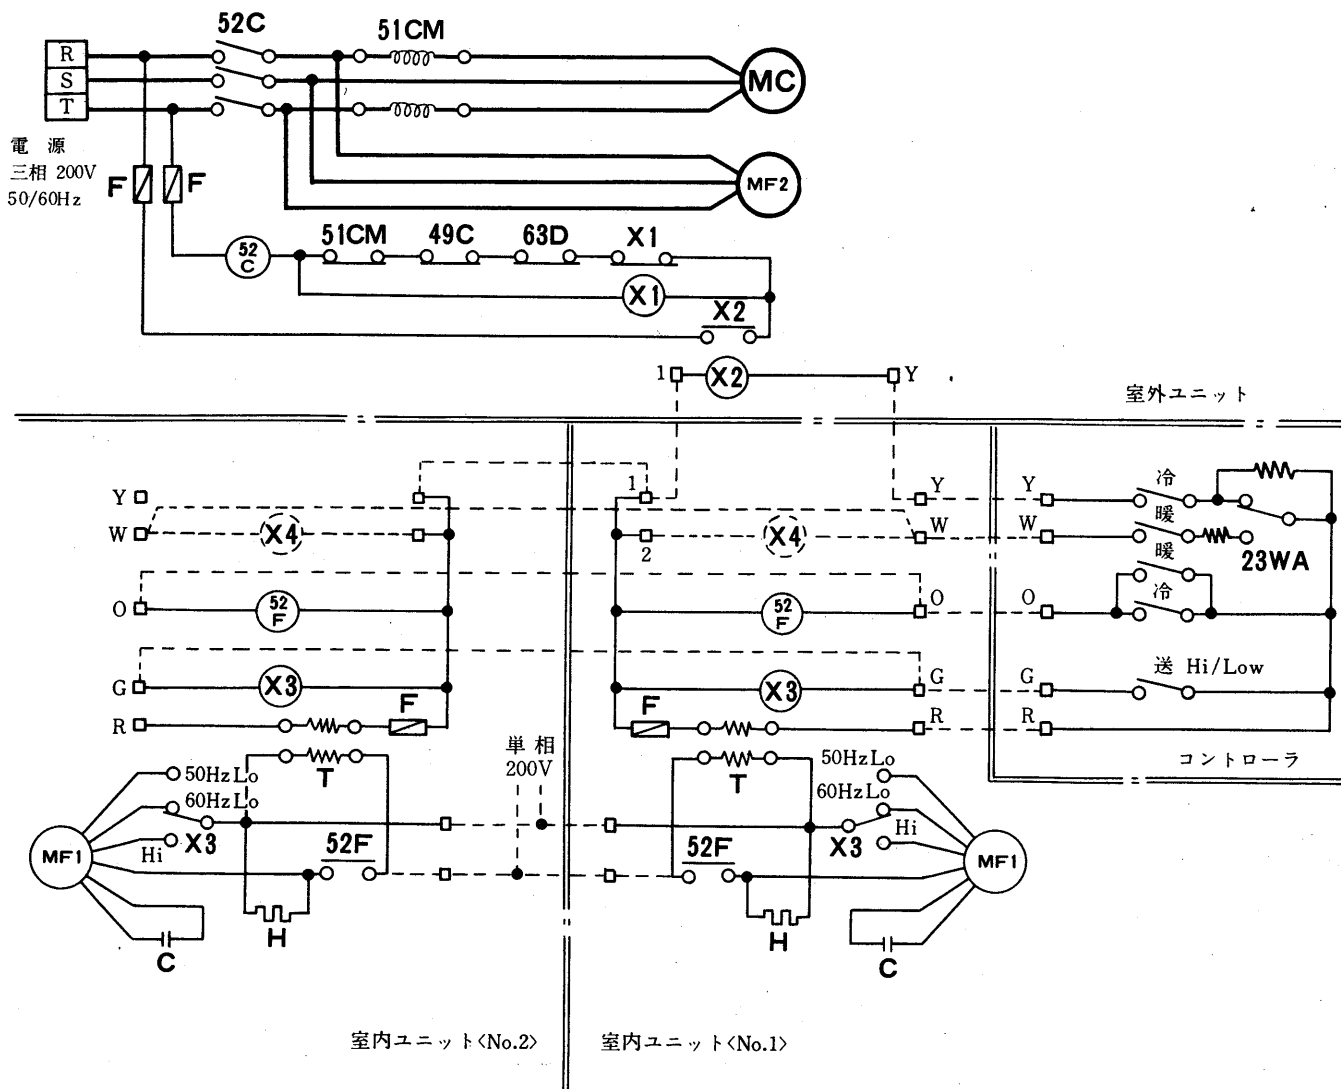 52C
51CM
R
S
T
MC
電源
三相 200V
50/60Hz
F
F
MF2
52
C
51CM
49C
63D
X1
X1
X2
1
X2
Y
室外ユニット
Y
W
X4
O
52
F
G
X3
R
F
T
50HzLo
60HzLo
Hi
X3
MF1
52F
H
C
単相
200V
室内ユニット〈No.2〉
1
2
X4
Y
W
O
52
F
G
X3
R
F
T
50HzLo
60HzLo
Hi
X3
MF1
52F
H
C
室内ユニット〈No.1〉
Y
冷
W
暖
23WA
O
暖
冷
G
送 Hi/Low
R
コントローラ